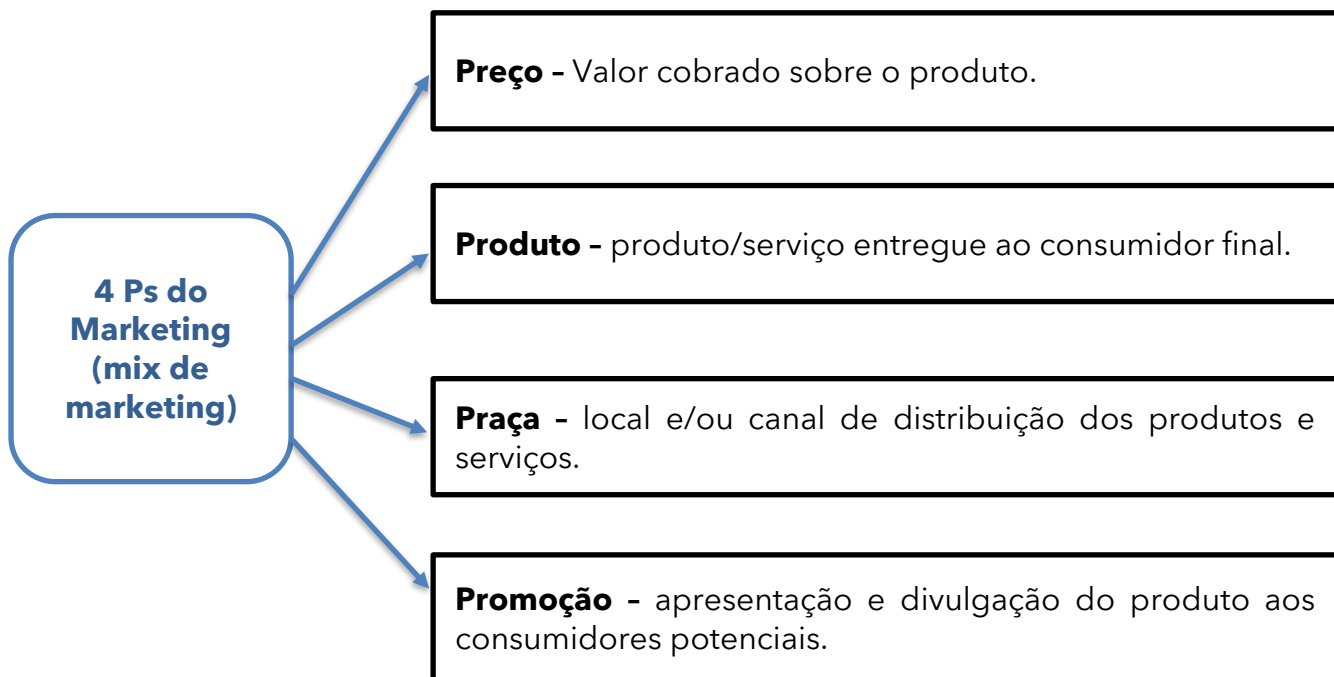 4 Ps do
Marketing
(mix de
marketing)
Preço – Valor cobrado sobre o produto.
Produto – produto/serviço entregue ao consumidor final.
Praça – local e/ou canal de distribuição dos produtos e
serviços.
Promoção – apresentação e divulgação do produto aos
consumidores potenciais.